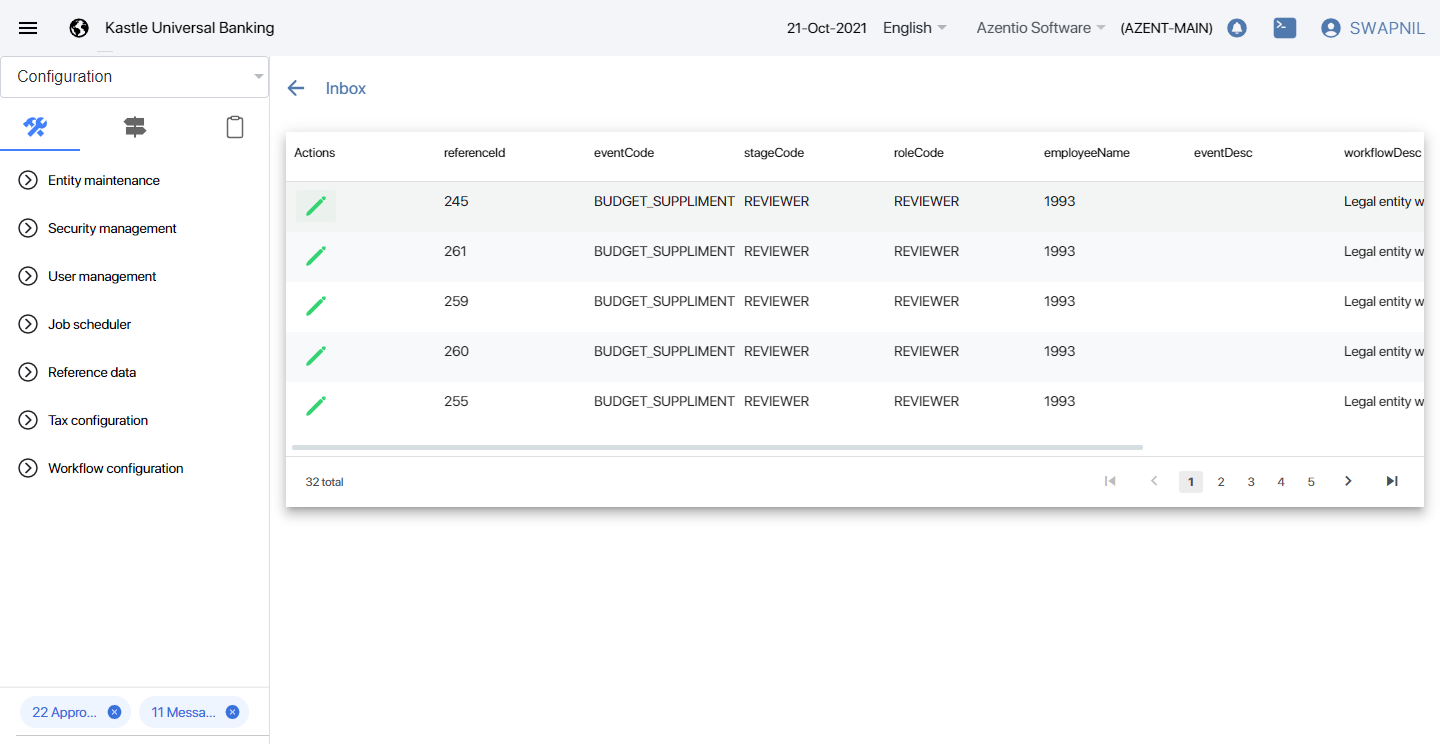 Kastle Universal Banking 21-Oct-2021 English Azentio Software (AZENT-MAIN) SWAPNIL
Configuration
Inbox
Entity maintenance
Security management
User management
Job scheduler
Reference data
Tax configuration
Workflow configuration
22 Appro... 11 Messa...
Actions referenceId eventCode stageCode roleCode employeeName eventDesc workflowDesc
245 BUDGET_SUPPLIMENT REVIEWER REVIEWER 1993 Legal entity w
261 BUDGET_SUPPLIMENT REVIEWER REVIEWER 1993 Legal entity w
259 BUDGET_SUPPLIMENT REVIEWER REVIEWER 1993 Legal entity w
260 BUDGET_SUPPLIMENT REVIEWER REVIEWER 1993 Legal entity w
255 BUDGET_SUPPLIMENT REVIEWER REVIEWER 1993 Legal entity w
32 total 1 2 3 4 5